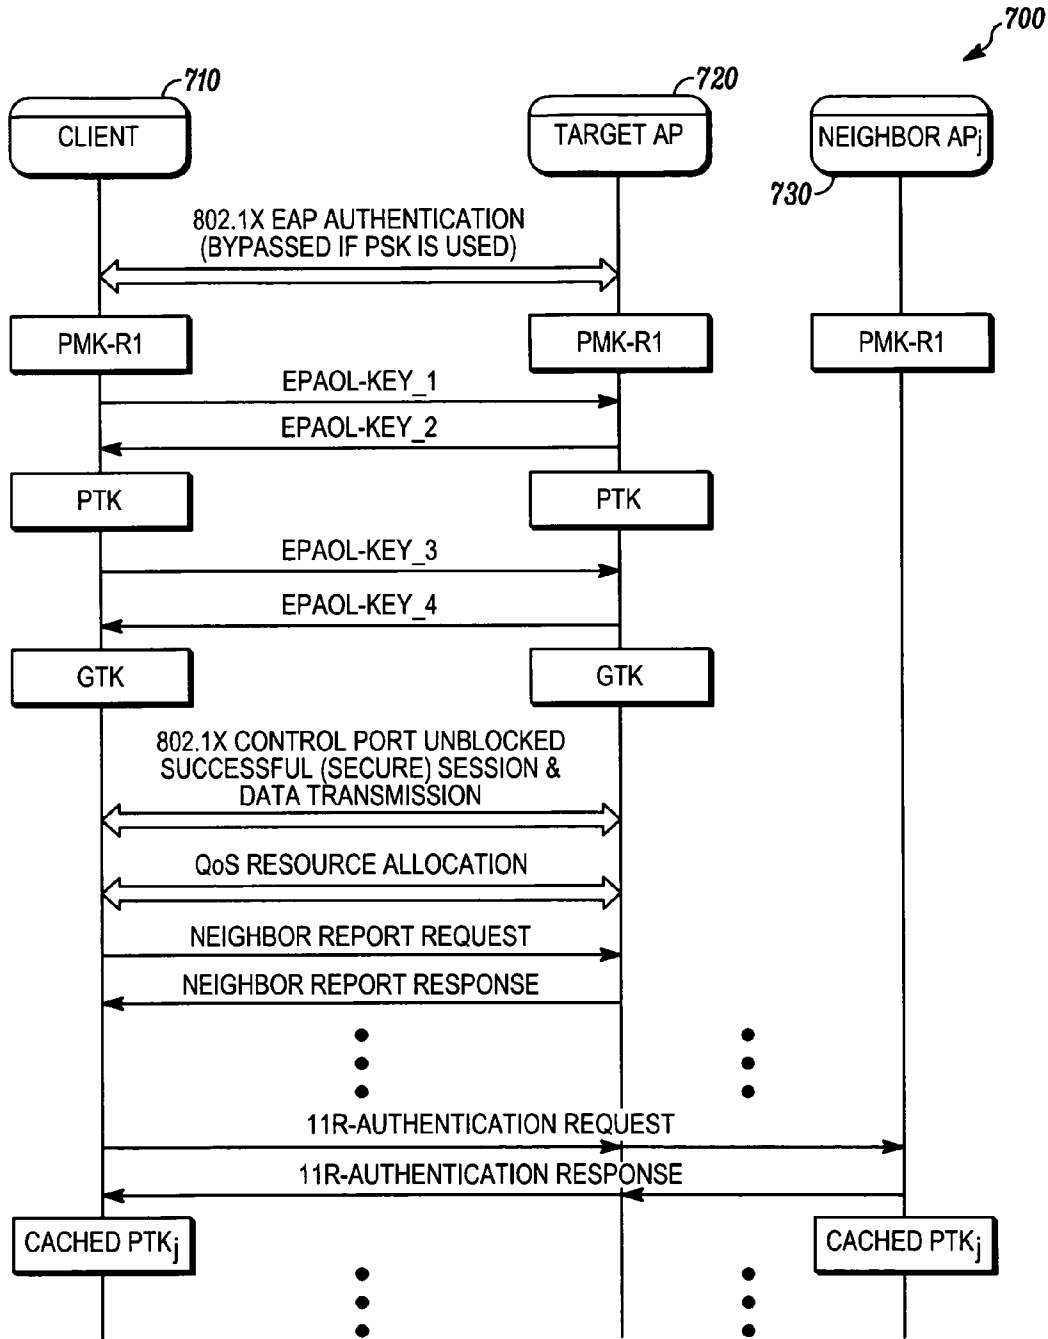 700
710
720
CLIENT
TARGET AP
NEIGHBOR APj
730
802.1X EAP AUTHENTICATION
(BYPASSED IF PSK IS USED)
PMK-R1
PMK-R1
PMK-R1
EPAOL-KEY_1
EPAOL-KEY_2
PTK
PTK
EPAOL-KEY_3
EPAOL-KEY_4
GTK
GTK
802.1X CONTROL PORT UNBLOCKED
SUCCESSFUL (SECURE) SESSION &
DATA TRANSMISSION
QoS RESOURCE ALLOCATION
NEIGHBOR REPORT REQUEST
NEIGHBOR REPORT RESPONSE
11R-AUTHENTICATION REQUEST
11R-AUTHENTICATION RESPONSE
CACHED PTKj
CACHED PTKj